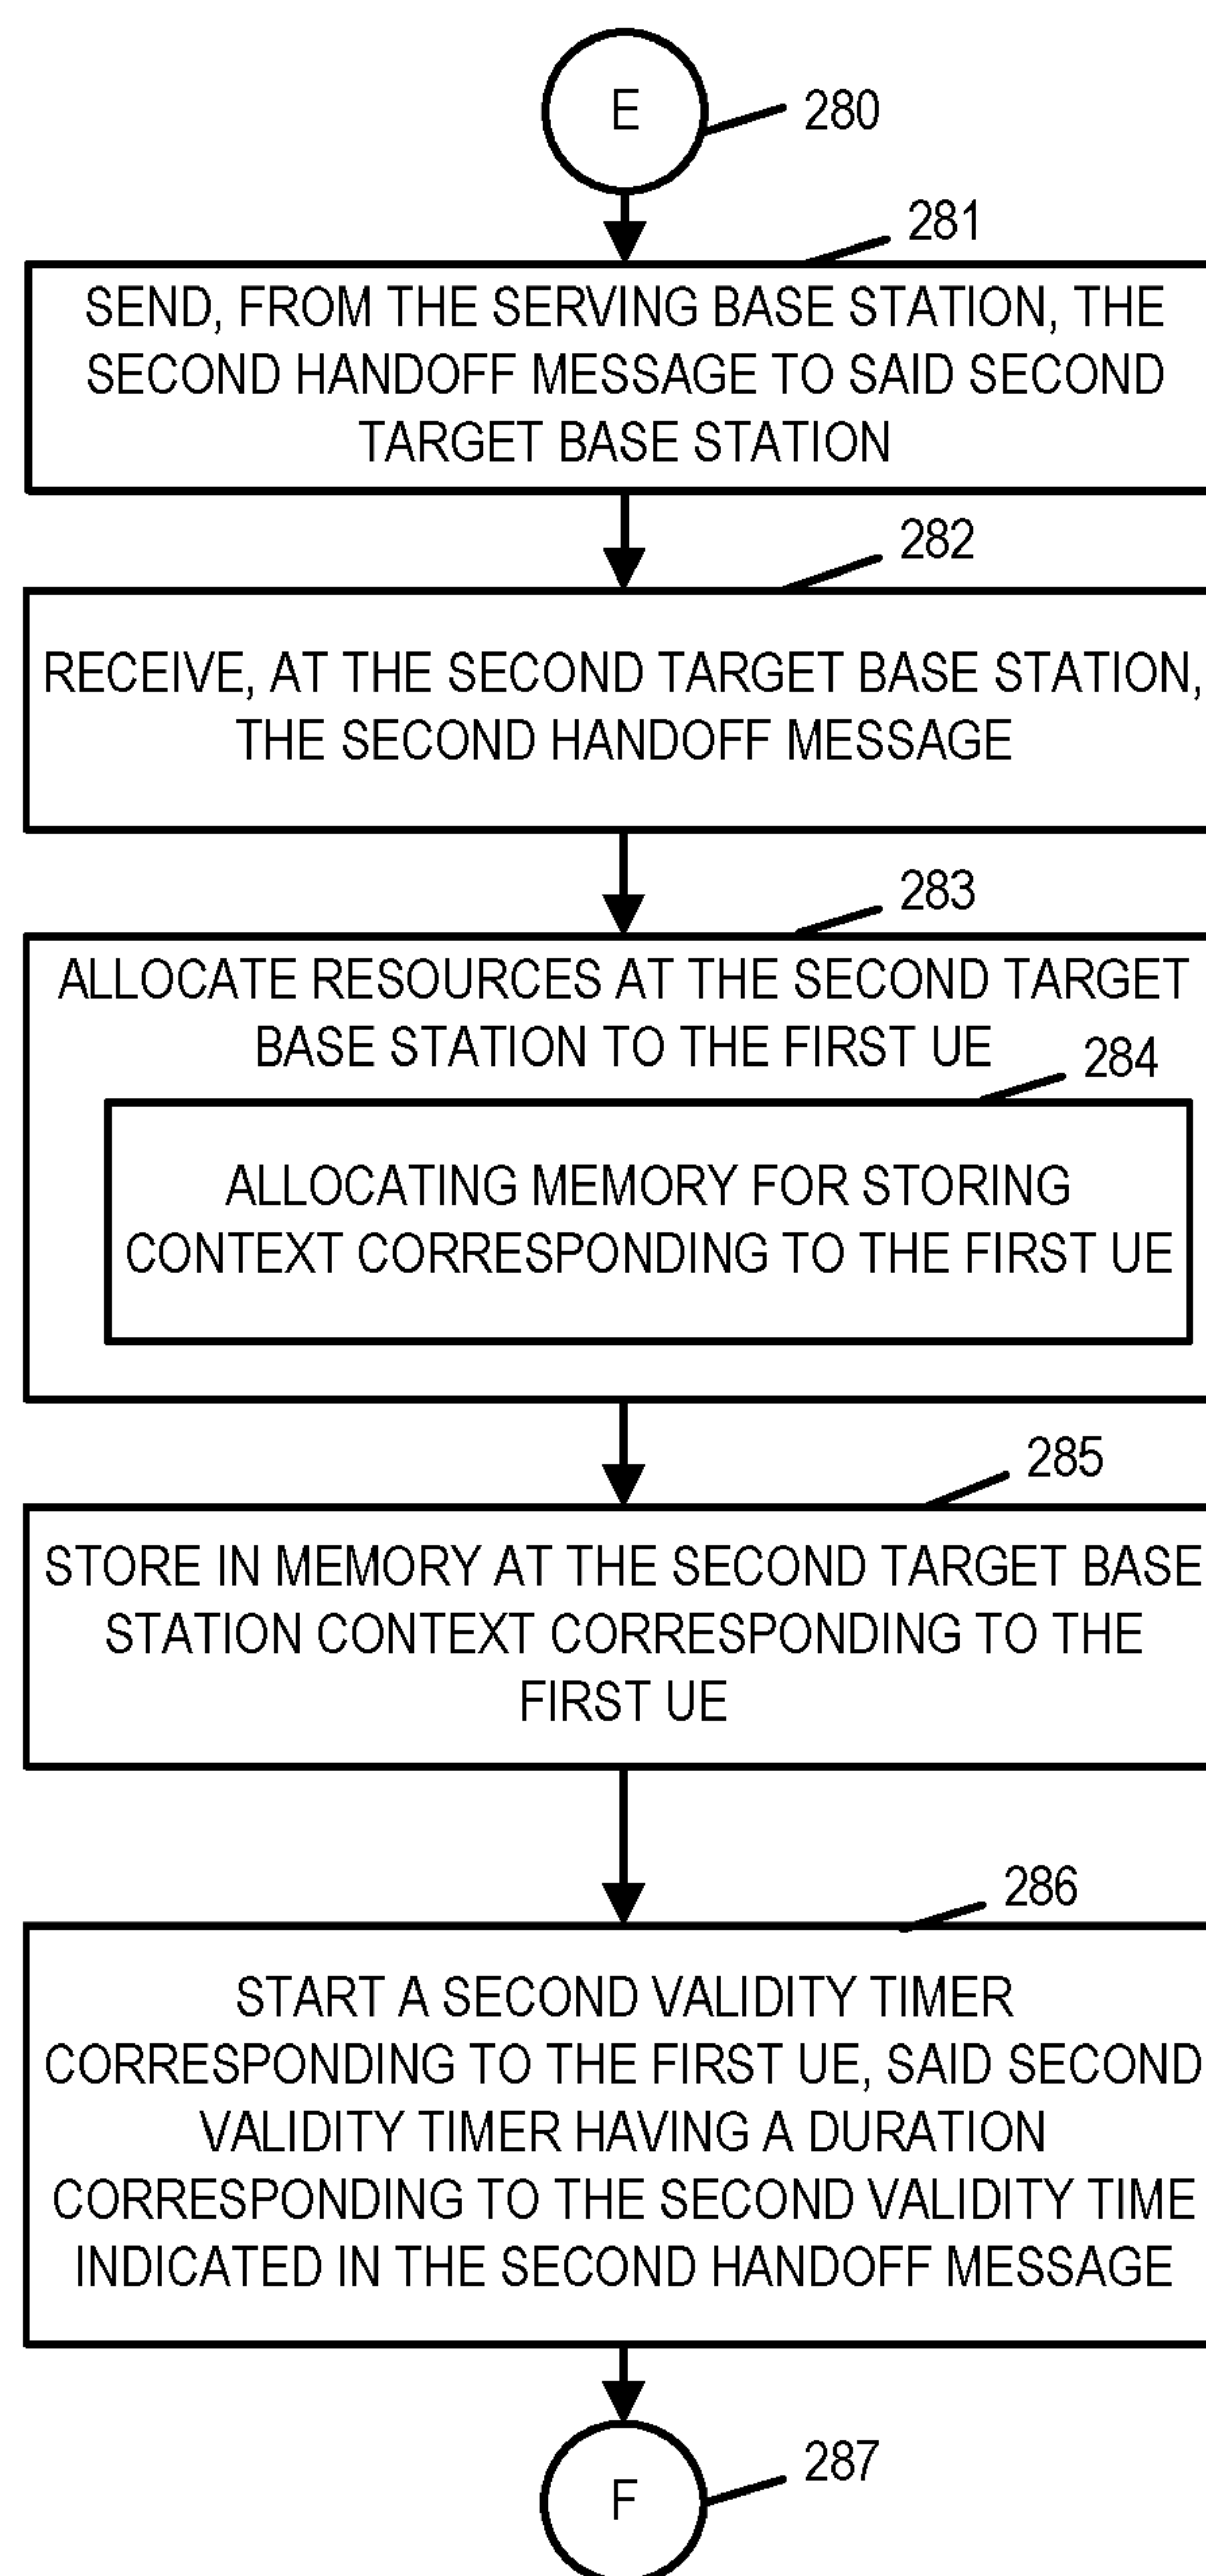 E
280
281
SEND, FROM THE SERVING BASE STATION, THE
SECOND HANDOFF MESSAGE TO SAID SECOND
TARGET BASE STATION
282
RECEIVE, AT THE SECOND TARGET BASE STATION,
THE SECOND HANDOFF MESSAGE
283
ALLOCATE RESOURCES AT THE SECOND TARGET
BASE STATION TO THE FIRST UE
284
ALLOCATING MEMORY FOR STORING
CONTEXT CORRESPONDING TO THE FIRST UE
285
STORE IN MEMORY AT THE SECOND TARGET BASE
STATION CONTEXT CORRESPONDING TO THE
FIRST UE
286
START A SECOND VALIDITY TIMER
CORRESPONDING TO THE FIRST UE, SAID SECOND
VALIDITY TIMER HAVING A DURATION
CORRESPONDING TO THE SECOND VALIDITY TIME
INDICATED IN THE SECOND HANDOFF MESSAGE
F
287